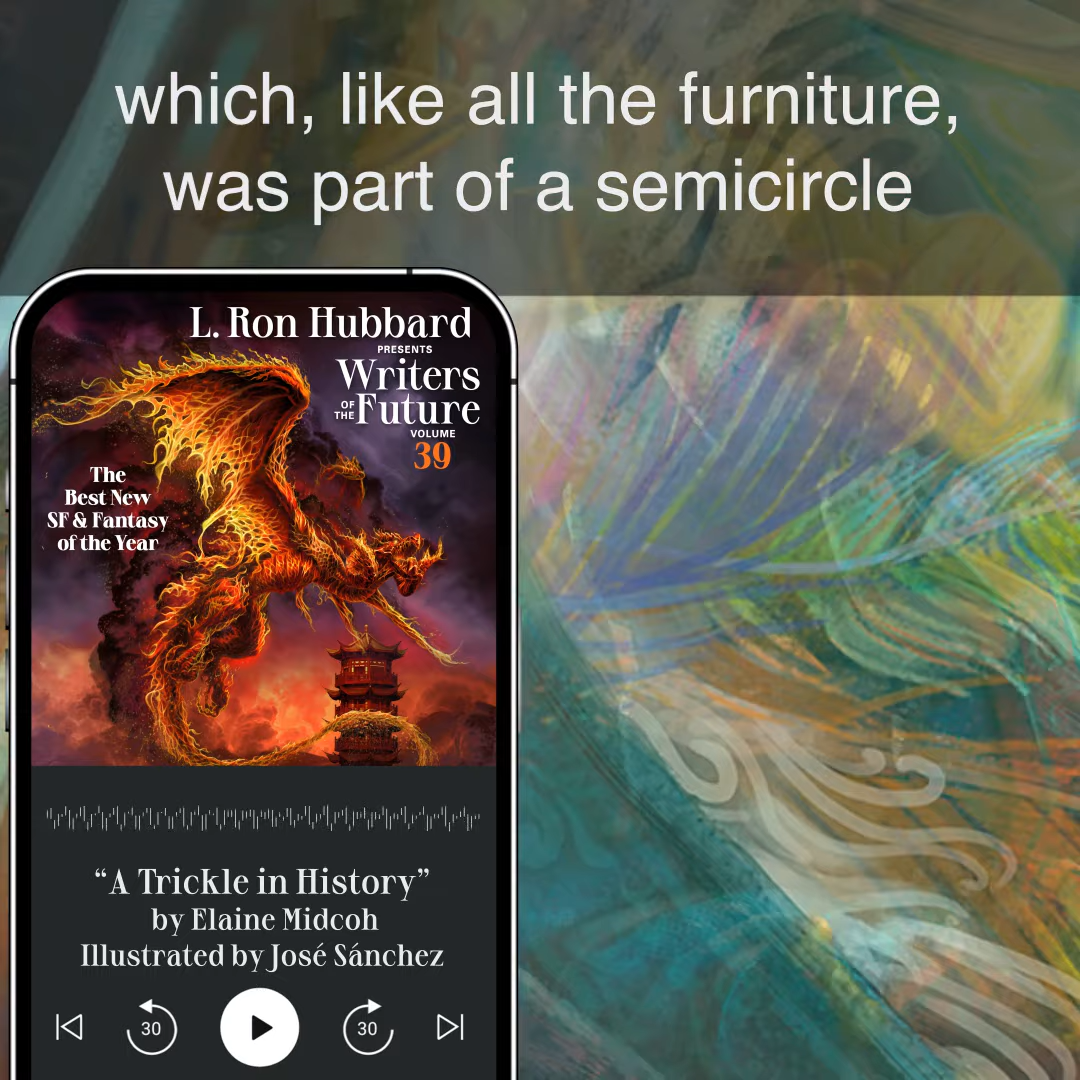 which, like all the furniture,
was part of a semicircle
L. Ron Hubbard
PRESENTS
Writers
OF THE Future
VOLUME
39
The
Best New
SF & Fantasy
of the Year
“A Trickle in History”
by Elaine Midcoh
Illustrated by José Sánchez
30
30